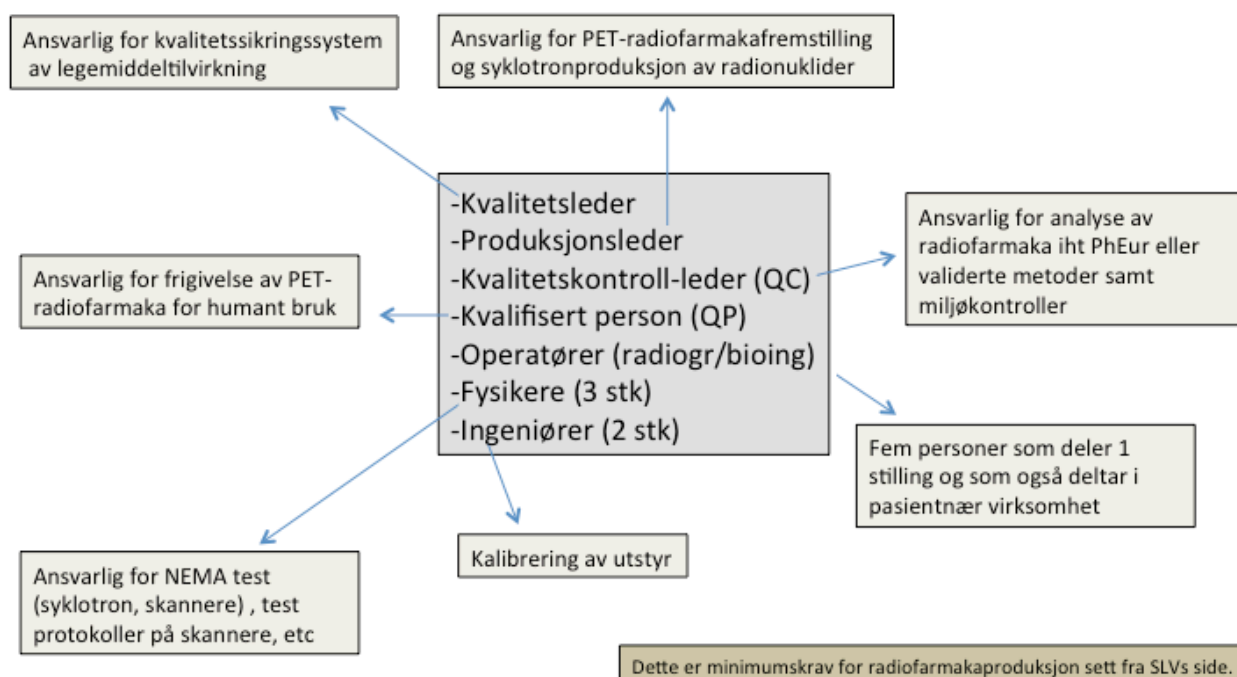 Ansvarlig for kvalitetssikringssystem
av legemiddeltilvirkning
Ansvarlig for PET-radiofarmakafremstilling
og syklotronproduksjon av radionuklider
-Kvalitetsleder
-Produksjonsleder
-Kvalitetskontroll-leder (QC)
-Kvalifisert person (QP)
-Operatører (radiogr/bioing)
-Fysikere (3 stk)
-Ingeniører (2 stk)
Ansvarlig for analyse av
radiofarmaka iht PhEur eller
validerte metoder samt
miljøkontroller
Ansvarlig for frigivelse av PET-
radiofarmaka for humant bruk
Fem personer som deler 1
stilling og som også deltar i
pasientnær virksomhet
Kalibrering av utstyr
Ansvarlig for NEMA test
(syklotron, skannere) , test
protokoller på skannere, etc
Dette er minimumskrav for radiofarmakaproduksjon sett fra SLVs side.